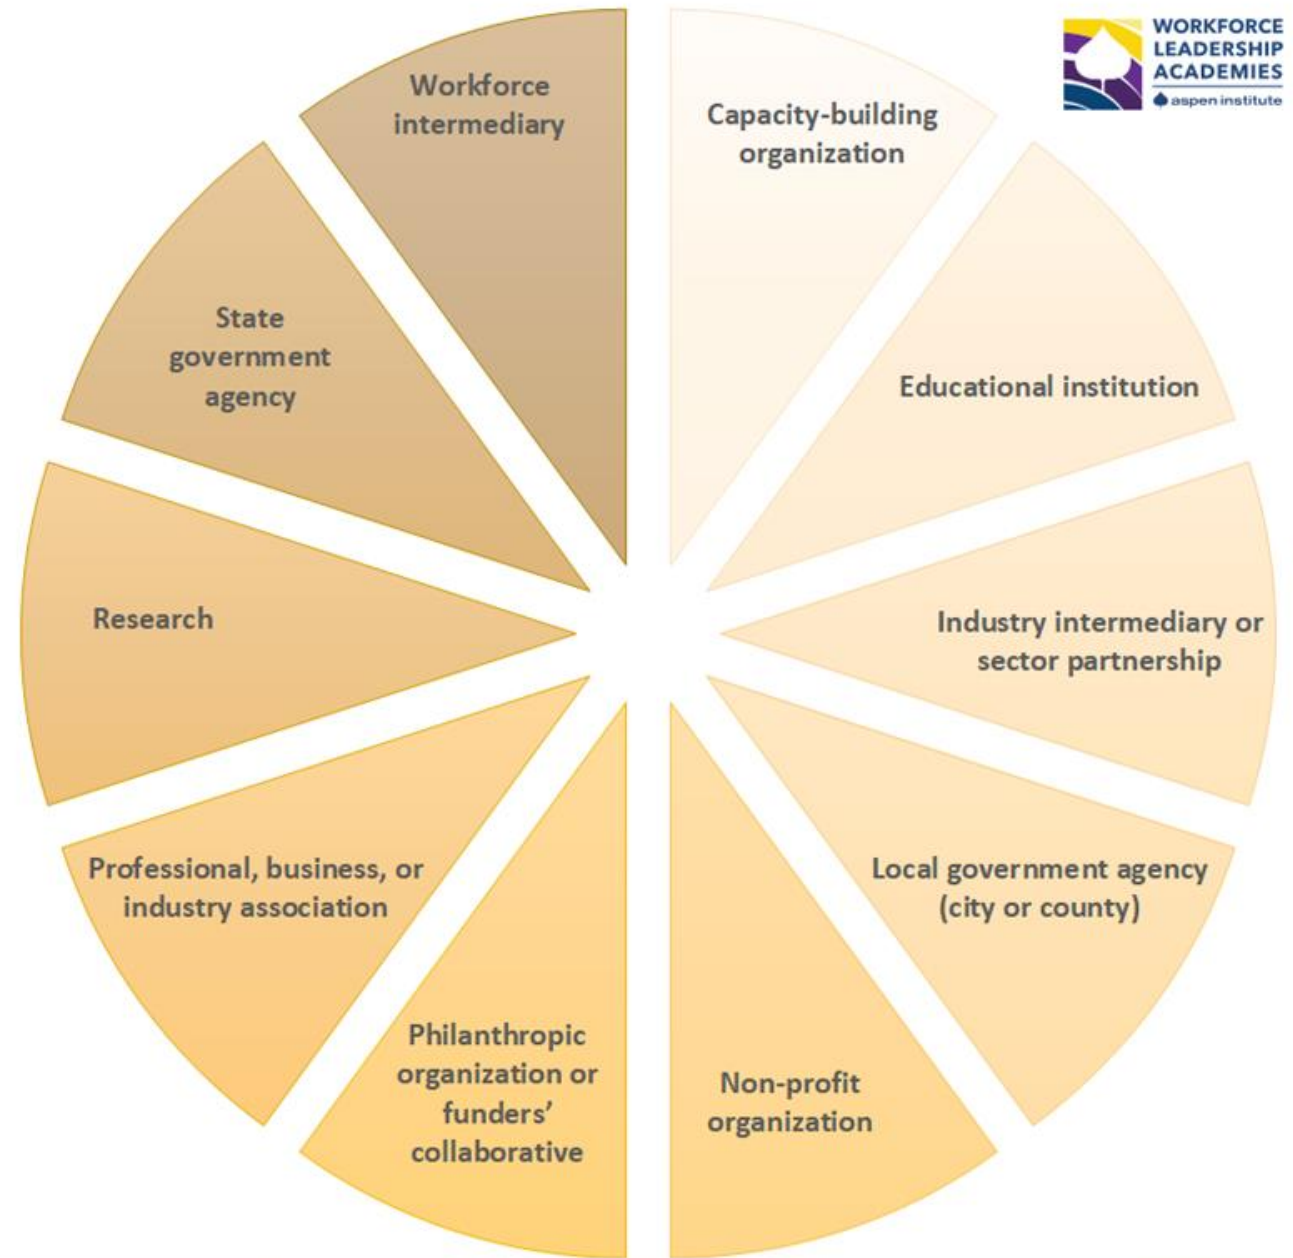 WORKFORCE
LEADERSHIP
ACADEMIES
aspen institute
Workforce
intermediary
Capacity-building
organization
State
government
agency
Educational institution
Research
Industry intermediary or
sector partnership
Professional, business, or
industry association
Local government agency
(city or county)
Philanthropic
organization or
funders’
collaborative
Non-profit
organization